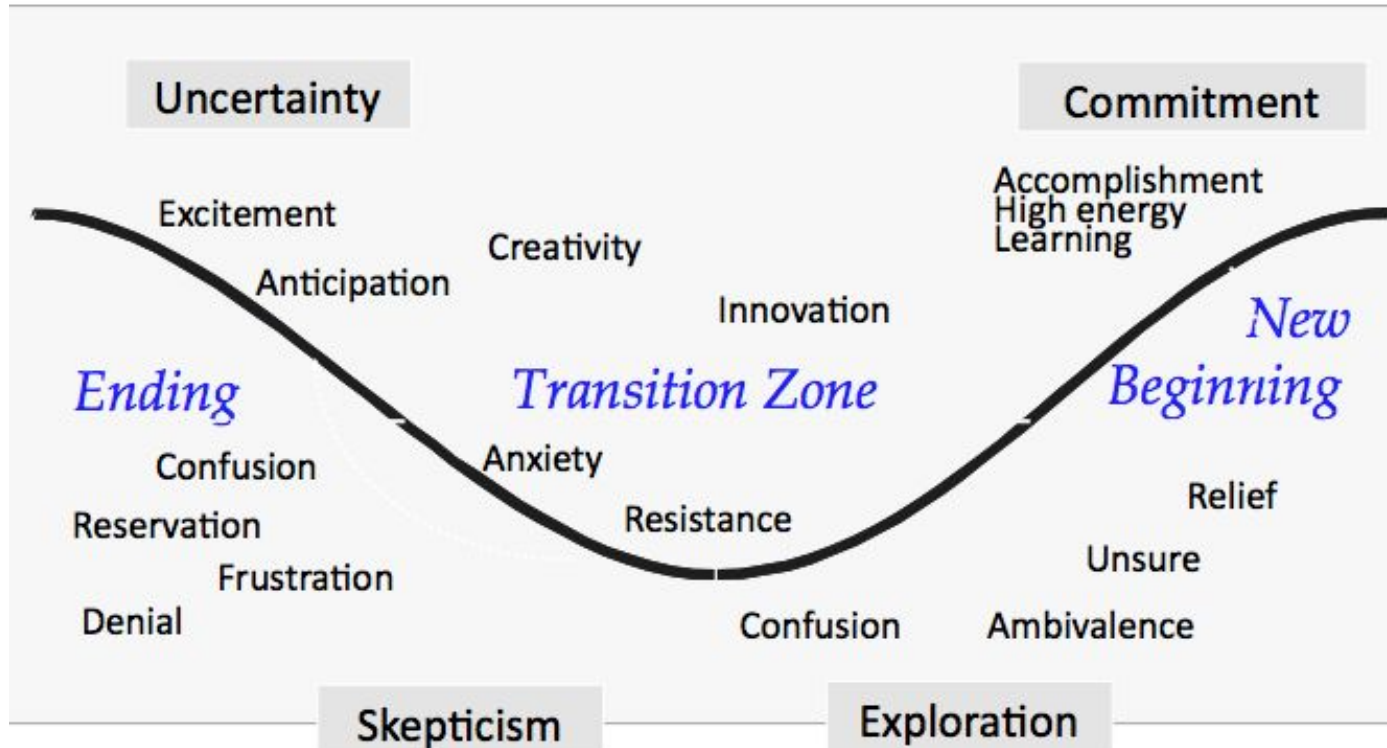 Uncertainty
Commitment
Accomplishment
High energy
Learning
Excitement
Creativity
Anticipation
Innovation
New
Beginning
Ending
Transition Zone
Confusion
Anxiety
Reservation
Resistance
Relief
Frustration
Unsure
Denial
Confusion
Ambivalence
Skepticism
Exploration